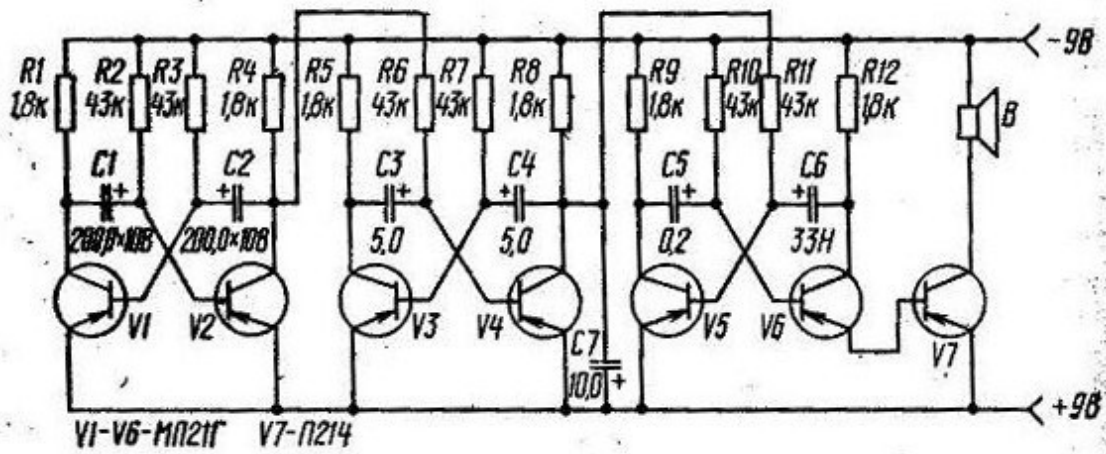 -9В
R1
1,8к
R2
43к
R3
43к
R4
1,8к
R5
1,8к
R6
43к
R7
43к
R8
1,8к
R9
1,8к
R10
43к
R11
43к
R12
1,8к
В
C1
+
200,0×10В
C2
+
200,0×10В
C3
+
5,0
C4
+
5,0
C5
+
0,2
C6
+
33Н
V1
V2
V3
V4
C7
10,0
+
V5
V6
V7
+9В
V1-V6-МП21Г V7-П214